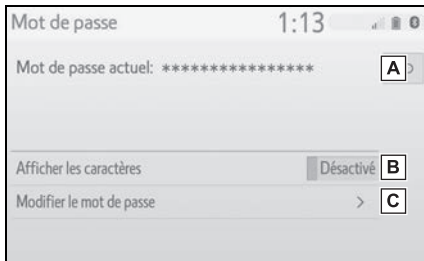 Mot de passe 1:13
Mot de passe actuel: **************** A
Afficher les caractères Désactivé B
Modifier le mot de passe > C